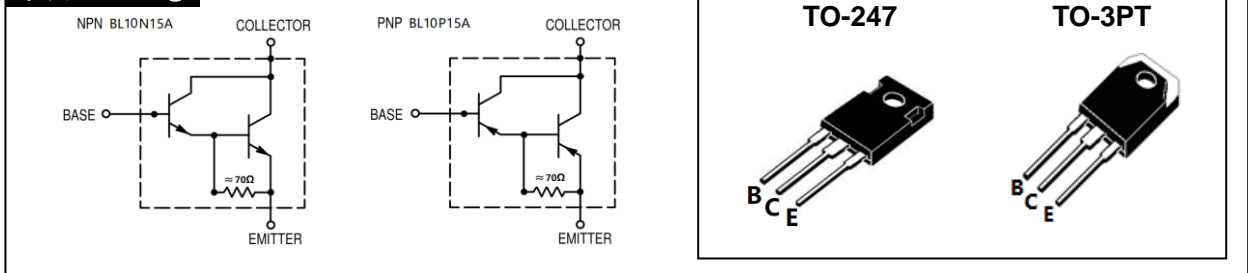 NPN BL10N15A
COLLECTOR
BASE
≈70Ω
EMITTER
PNP BL10P15A
COLLECTOR
BASE
≈70Ω
EMITTER
TO-247
B C E
TO-3PT
B C E